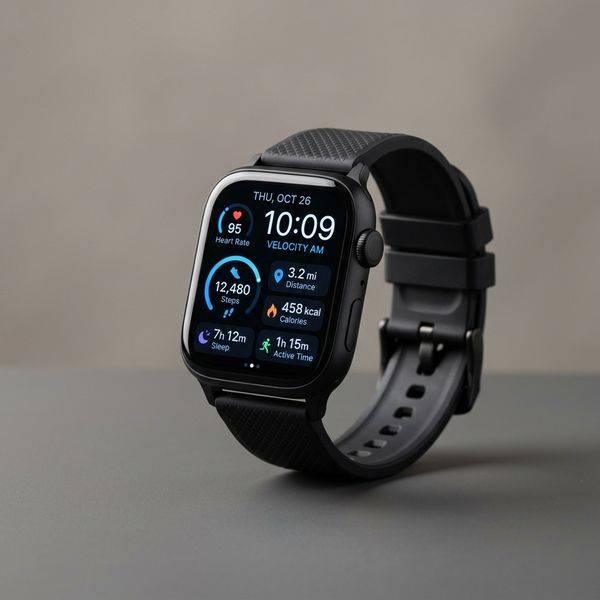 THU, OCT 26
10:09
VELOCITY AM
95
Heart Rate
12,480
Steps
3.2 mi
Distance
458 kcal
Calories
7h 12m
Sleep
1h 15m
Active Time